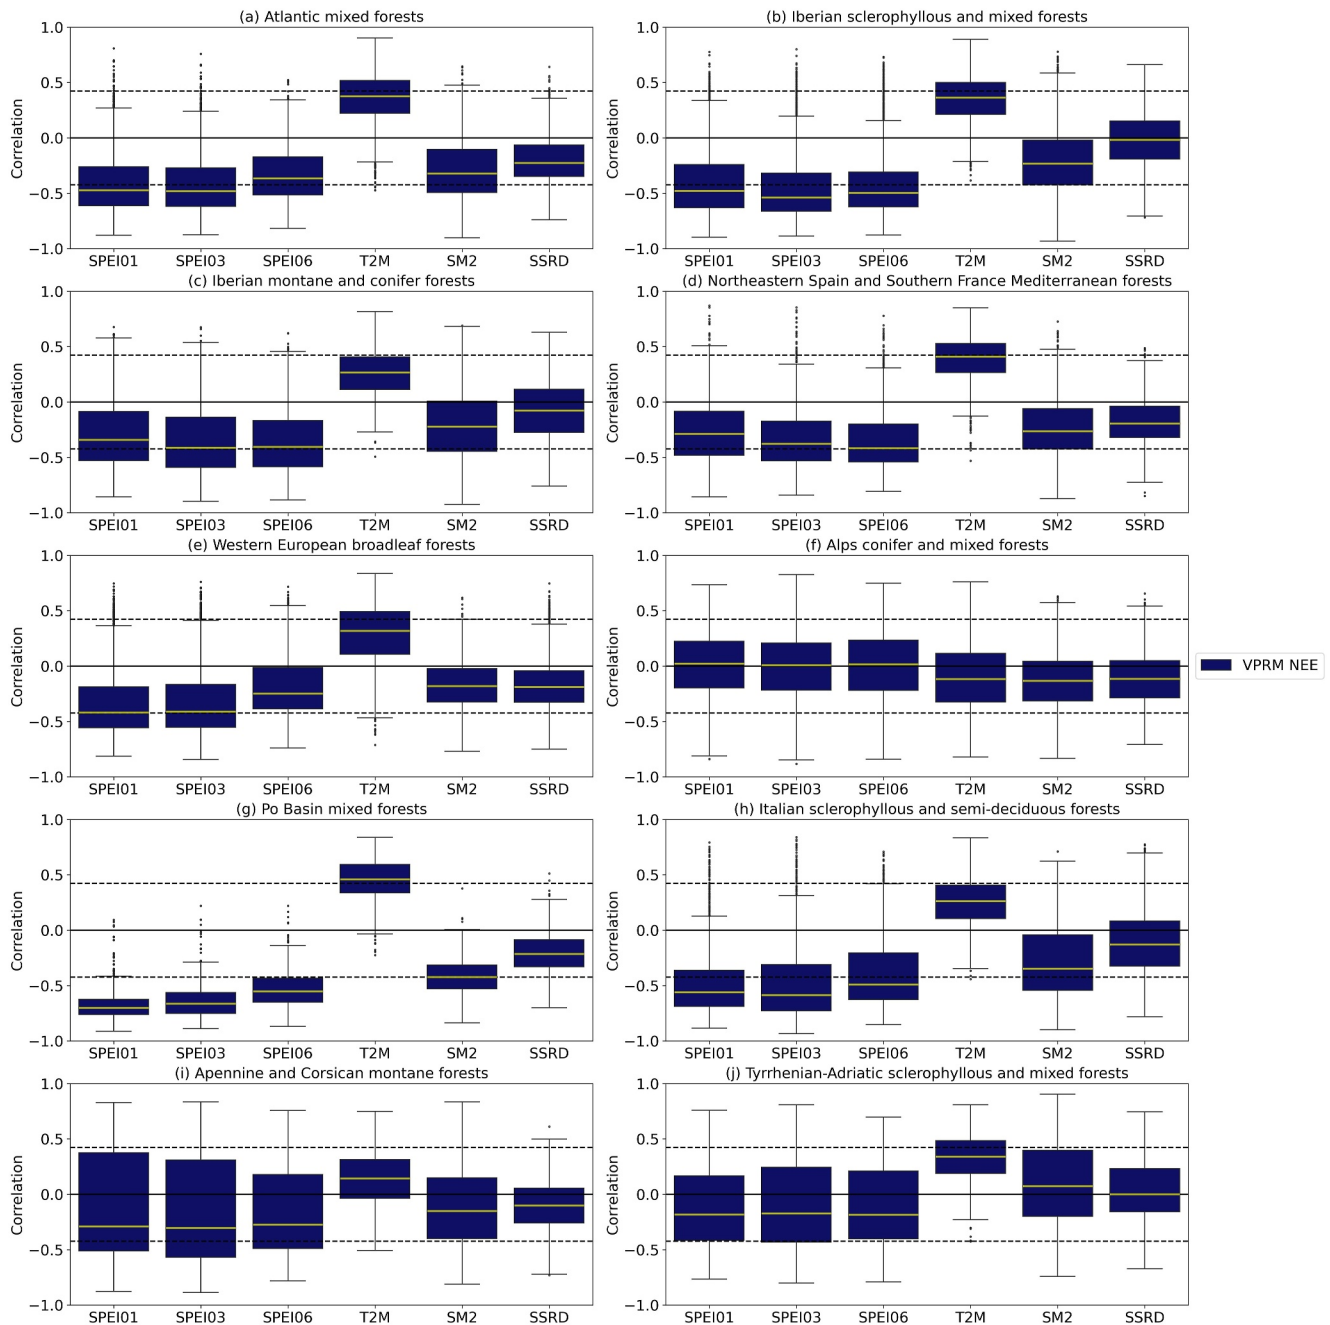 (a) Atlantic mixed forests
Correlation
1.0
0.5
0.0
−0.5
−1.0
SPEI01 SPEI03 SPEI06 T2M SM2 SSRD
(b) Iberian sclerophyllous and mixed forests
Correlation
1.0
0.5
0.0
−0.5
−1.0
SPEI01 SPEI03 SPEI06 T2M SM2 SSRD
(c) Iberian montane and conifer forests
Correlation
1.0
0.5
0.0
−0.5
−1.0
SPEI01 SPEI03 SPEI06 T2M SM2 SSRD
(d) Northeastern Spain and Southern France Mediterranean forests
Correlation
1.0
0.5
0.0
−0.5
−1.0
SPEI01 SPEI03 SPEI06 T2M SM2 SSRD
(e) Western European broadleaf forests
Correlation
1.0
0.5
0.0
−0.5
−1.0
SPEI01 SPEI03 SPEI06 T2M SM2 SSRD
(f) Alps conifer and mixed forests
Correlation
1.0
0.5
0.0
−0.5
−1.0
SPEI01 SPEI03 SPEI06 T2M SM2 SSRD
VPRM NEE
(g) Po Basin mixed forests
Correlation
1.0
0.5
0.0
−0.5
−1.0
SPEI01 SPEI03 SPEI06 T2M SM2 SSRD
(h) Italian sclerophyllous and semi-deciduous forests
Correlation
1.0
0.5
0.0
−0.5
−1.0
SPEI01 SPEI03 SPEI06 T2M SM2 SSRD
(i) Apennine and Corsican montane forests
Correlation
1.0
0.5
0.0
−0.5
−1.0
SPEI01 SPEI03 SPEI06 T2M SM2 SSRD
(j) Tyrrhenian-Adriatic sclerophyllous and mixed forests
Correlation
1.0
0.5
0.0
−0.5
−1.0
SPEI01 SPEI03 SPEI06 T2M SM2 SSRD